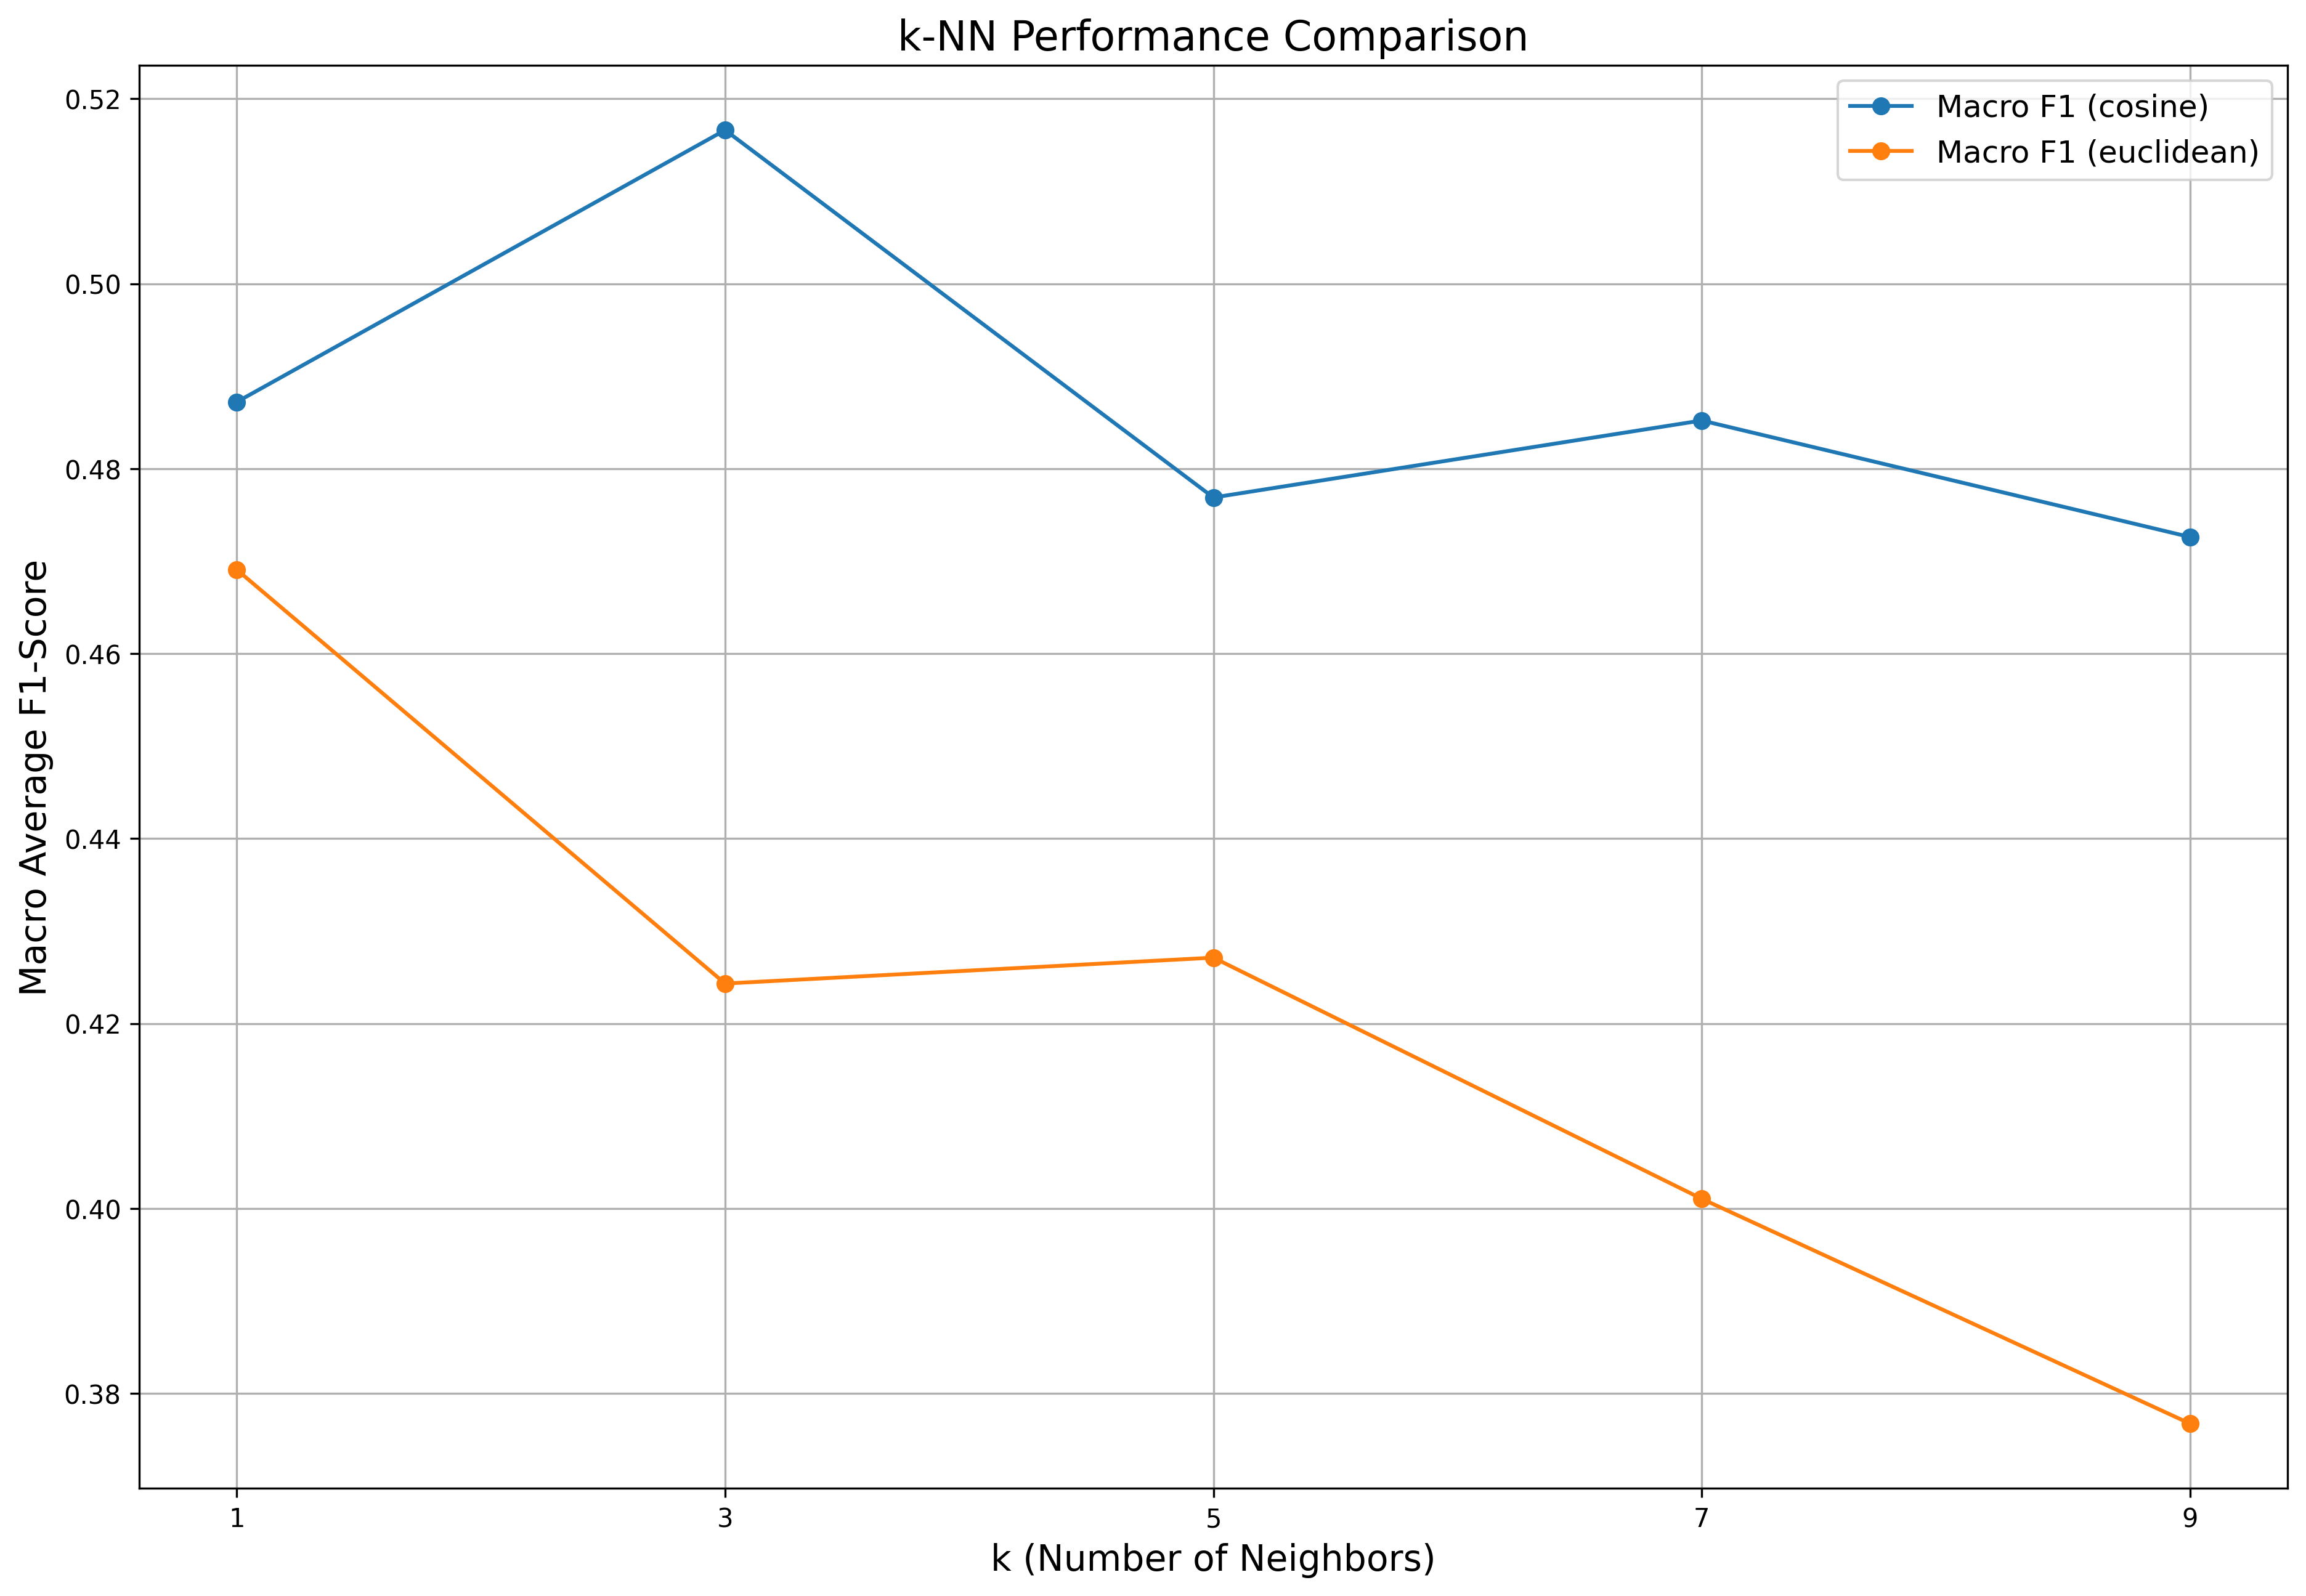 k-NN Performance Comparison
Macro F1 (cosine)
Macro F1 (euclidean)
Macro Average F1-Score
0.52
0.50
0.48
0.46
0.44
0.42
0.40
0.38
1 3 5 7 9
k (Number of Neighbors)